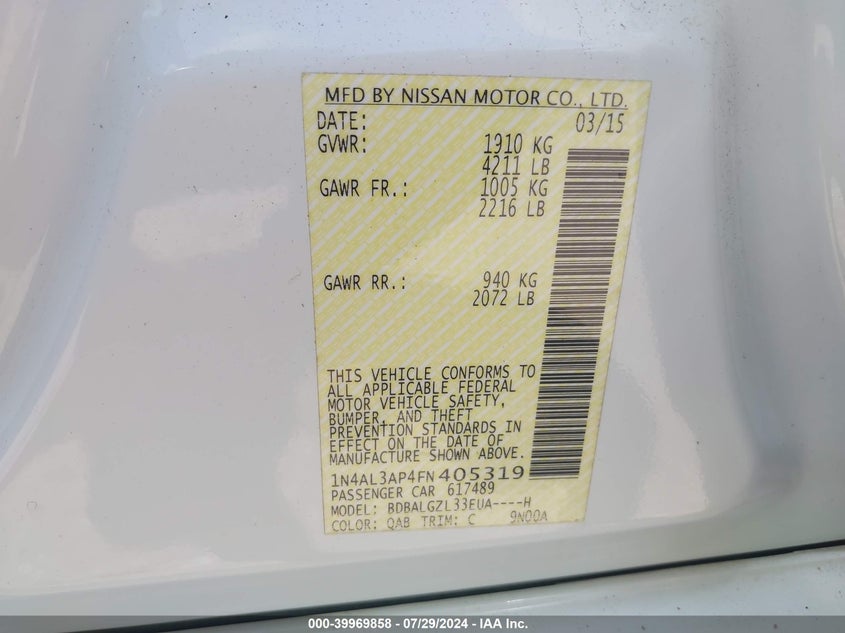 MFD BY NISSAN MOTOR CO., LTD.
DATE: 03/15
GVWR: 1910 KG
4211 LB
GAWR FR.: 1005 KG
2216 LB
GAWR RR.: 940 KG
2072 LB
THIS VEHICLE CONFORMS TO
ALL APPLICABLE FEDERAL
MOTOR VEHICLE SAFETY,
BUMPER, AND THEFT
PREVENTION STANDARDS IN
EFFECT ON THE DATE OF
MANUFACTURE SHOWN ABOVE.
1N4AL3AP4FN 405319
PASSENGER CAR 617489
MODEL: BDBALGZL33EUA----H
COLOR: QAB TRIM: C 9N00A
000-39969858 / 07/29/2024 - IAA Inc.